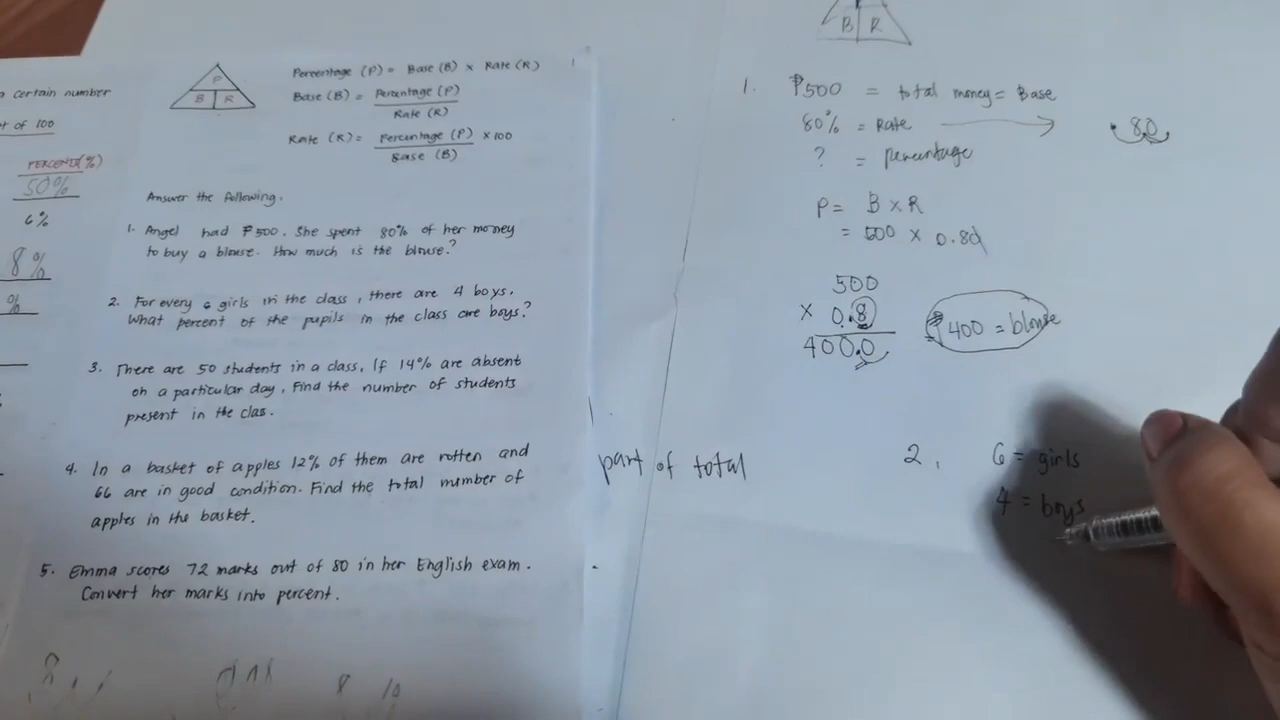 a certain number
t of 100
PERCENT(%)
50%
6%
8%
%
P
B R
Percentage (P) = Base (B) x Rate (R)
Base (B) = Percentage (P)
Rate (R)
Rate (R) = Percentage (P) x 100
Base (B)
Answer the following.
1. Angel had ₱500. She spent 80% of her money
to buy a blouse. How much is the blouse?
2. For every 6 girls in the class, there are 4 boys.
What percent of the pupils in the class are boys?
3. There are 50 students in a class. If 14% are absent
on a particular day, Find the number of students
present in the clas.
4. In a basket of apples 12% of them are rotten and
66 are in good condition. Find the total number of
apples in the basket.
5. Emma scores 72 marks out of 80 in her English exam.
Convert her marks into percent.
part of total
B R
1. ₱500 = total money = Base
80% = Rate
80
? = percentage
P = B x R
= 500 x 0.80
500
x 0.8
400.0
₱400 = blouse
2. 6 = girls
4 = boys